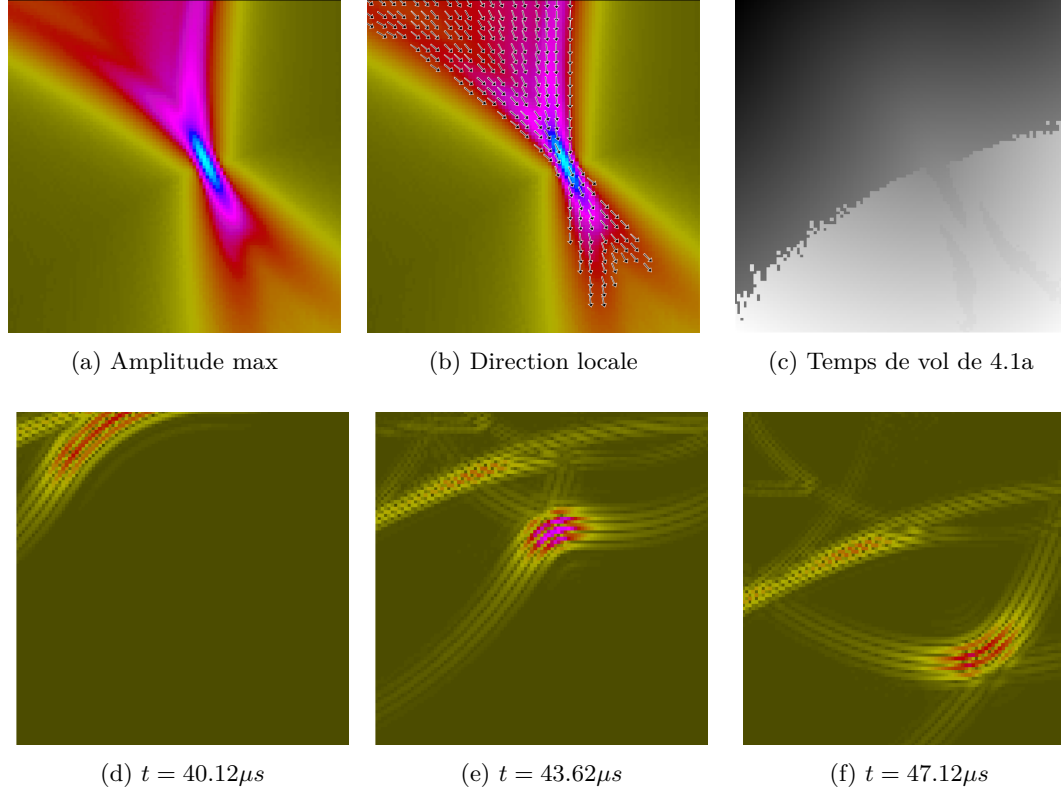 (a) Amplitude max
(b) Direction locale
(c) Temps de vol de 4.1a
(d) t = 40.12μs
(e) t = 43.62μs
(f) t = 47.12μs